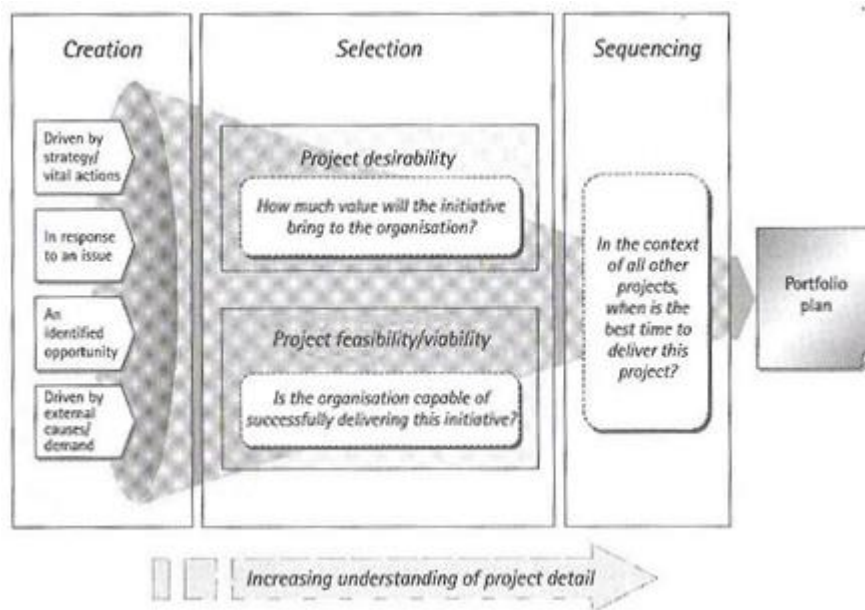 Creation
Selection
Sequencing
Driven by
strategy/
vital actions
In response
to an issue
An
identified
opportunity
Driven by
external
causes/
demand
Project desirability
How much value will the initiative
bring to the organisation?
Project feasibility/viability
Is the organisation capable of
successfully delivering this initiative?
In the context
of all other
projects,
when is the
best time to
deliver this
project?
Portfolio
plan
Increasing understanding of project detail